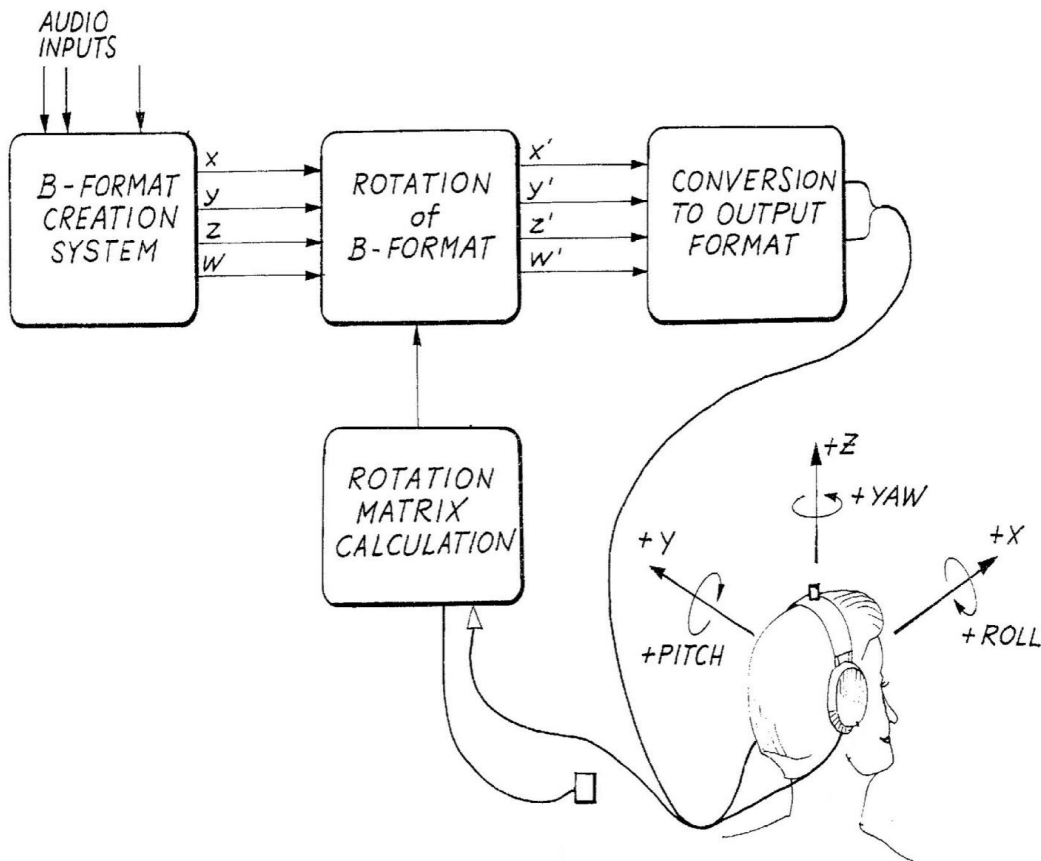 AUDIO
INPUTS
B-FORMAT
CREATION
SYSTEM
X
Y
Z
W
ROTATION
of
B-FORMAT
X'
Y'
Z'
W'
CONVERSION
TO OUTPUT
FORMAT
ROTATION
MATRIX
CALCULATION
+Z
+YAW
+Y
+PITCH
+X
+ROLL